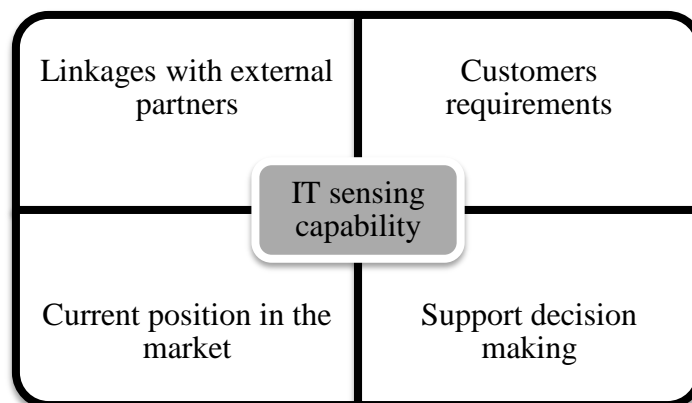 Linkages with external
partners
Customers
requirements
IT sensing
capability
Current position in the
market
Support decision
making